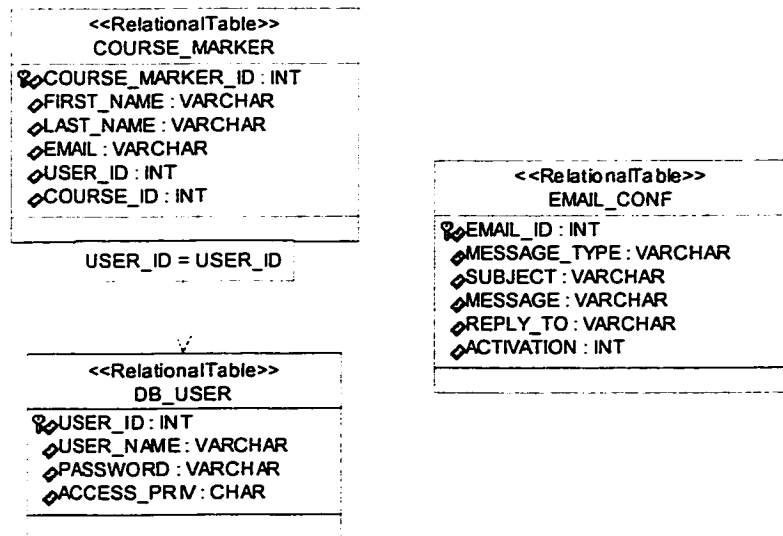 <<RelationalTable>>
COURSE_MARKER
COURSE_MARKER_ID : INT
FIRST_NAME : VARCHAR
LAST_NAME : VARCHAR
EMAIL : VARCHAR
USER_ID : INT
COURSE_ID : INT
USER_ID = USER_ID
<<RelationalTable>>
DB_USER
USER_ID : INT
USER_NAME : VARCHAR
PASSWORD : VARCHAR
ACCESS_PRIV : CHAR
<<RelationalTable>>
EMAIL_CONF
EMAIL_ID : INT
MESSAGE_TYPE : VARCHAR
SUBJECT : VARCHAR
MESSAGE : VARCHAR
REPLY_TO : VARCHAR
ACTIVATION : INT